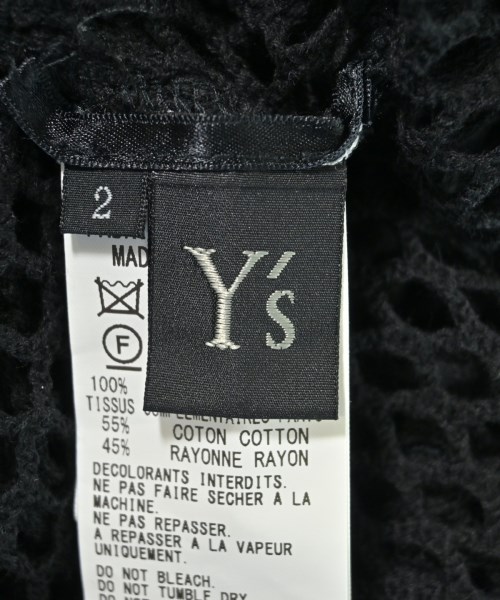 2
Y's
MAD
F
100%
TISSUS
55% COTON COTTON
45% RAYONNE RAYON
DECOLORANTS INTERDITS.
NE PAS FAIRE SECHER A LA
MACHINE.
NE PAS REPASSER.
A REPASSER A LA VAPEUR
UNIQUEMENT.
DO NOT BLEACH.
DO NOT TUMBLE DRY.